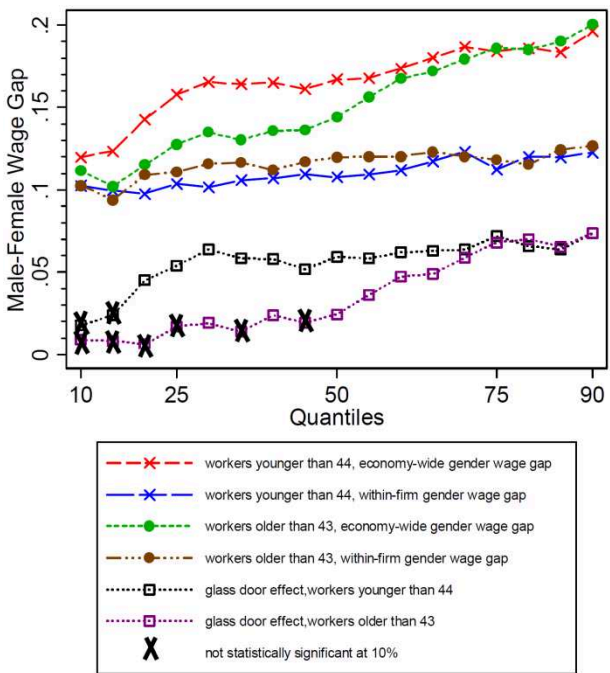 .2
.15
.1
.05
0
Male-Female Wage Gap
10 25 50 75 90
Quantiles
workers younger than 44, economy-wide gender wage gap
workers younger than 44, within-firm gender wage gap
workers older than 43, economy-wide gender wage gap
workers older than 43, within-firm gender wage gap
glass door effect,workers younger than 44
glass door effect,workers older than 43
not statistically significant at 10%